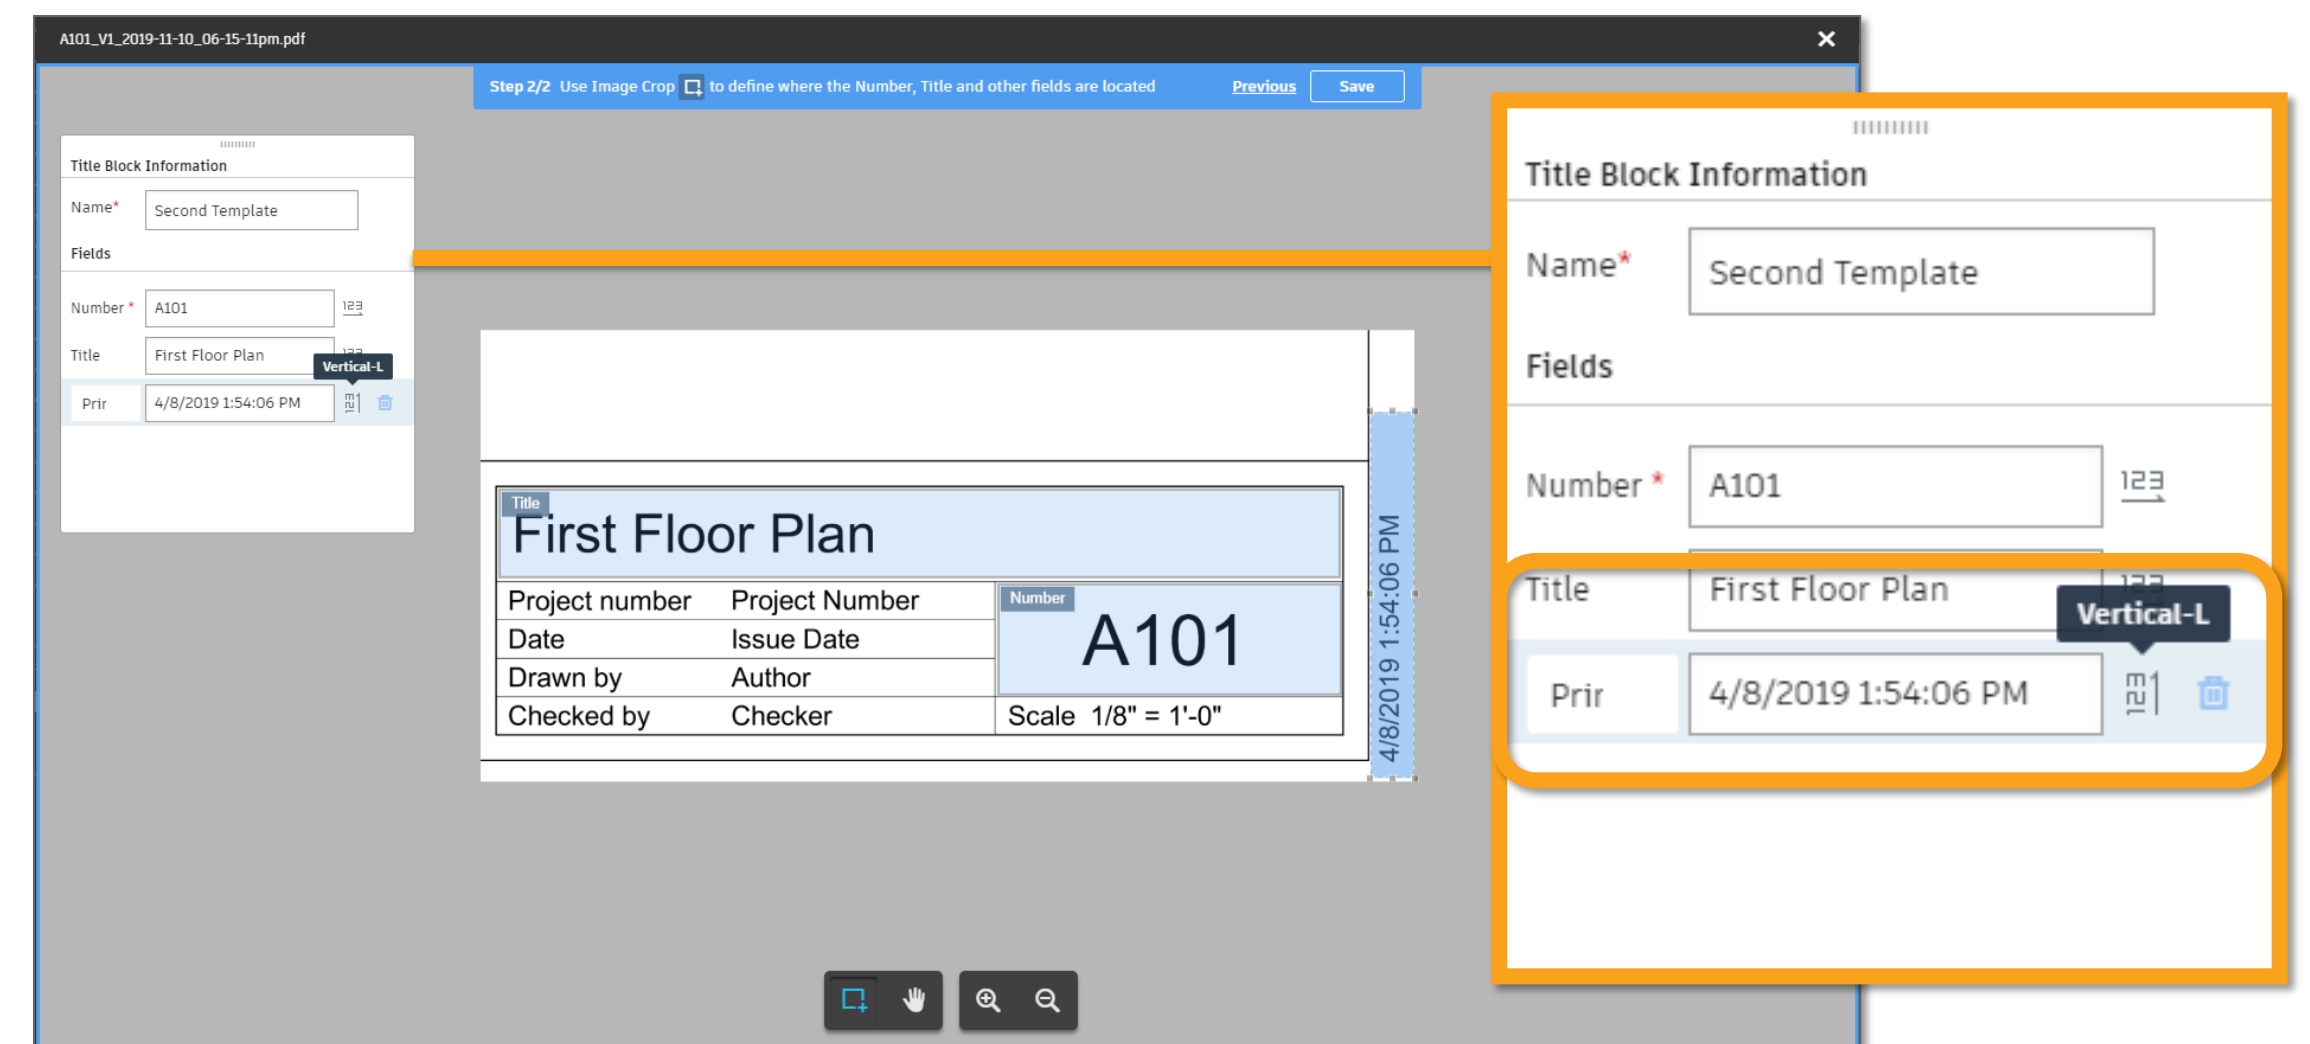 A101_V1_2019-11-10_06-15-11pm.pdf
Step 2/2 Use Image Crop to define where the Number, Title and other fields are located
Previous
Save
Title Block Information
Name* Second Template
Fields
Number * A101 123
Title First Floor Plan 123
Vertical-L
Prir 4/8/2019 1:54:06 PM 123
Title
First Floor Plan
Project number Project Number
Date Issue Date
Drawn by Author
Checked by Checker
Number
A101
Scale 1/8" = 1'-0"
4/8/2019 1:54:06 PM
Title Block Information
Name* Second Template
Fields
Number * A101 123
Title First Floor Plan 123
Vertical-L
Prir 4/8/2019 1:54:06 PM 123